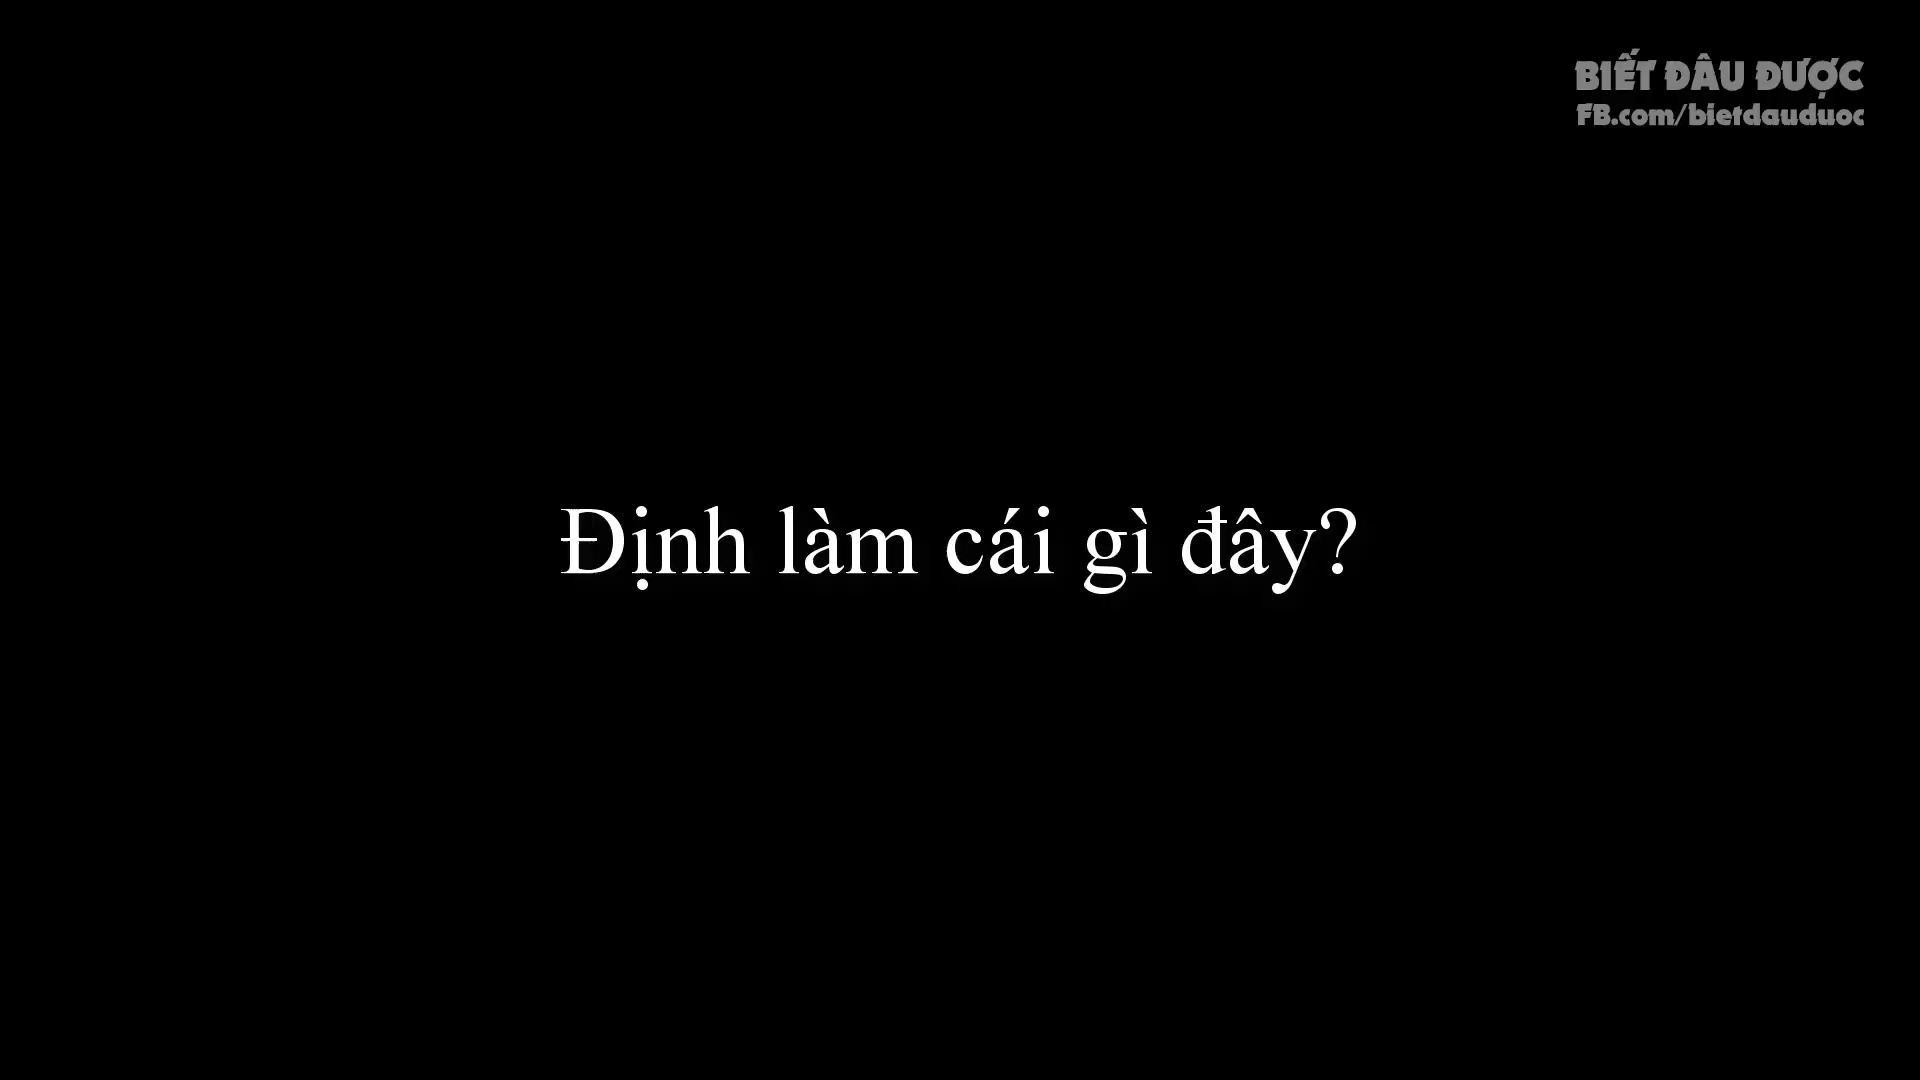 BIẾT ĐÂU ĐƯỢC
FB.com/bietdauduoc
Định làm cái gì đây?